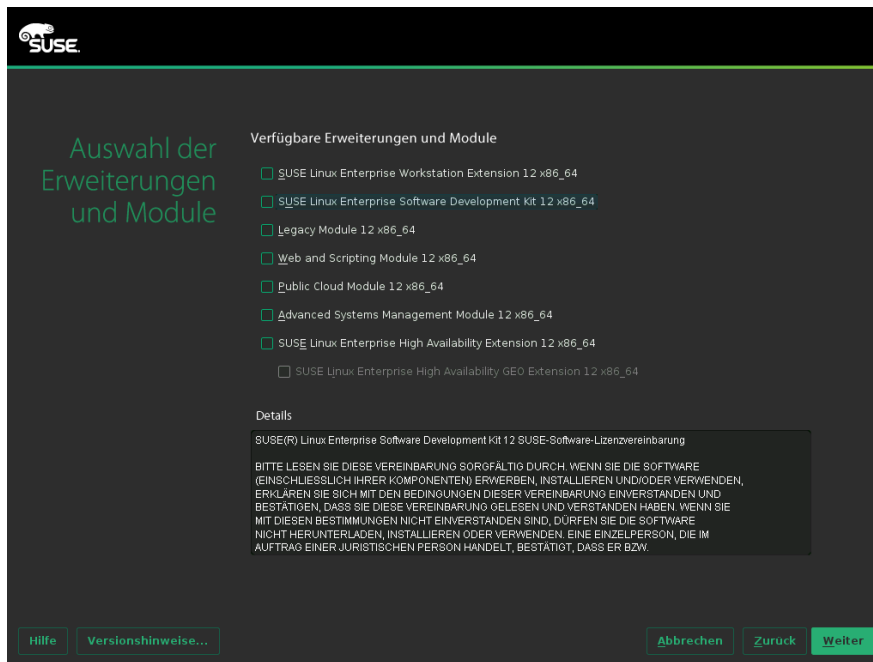 SUSE.
Auswahl der
Erweiterungen
und Module
Verfügbare Erweiterungen und Module
SUSE Linux Enterprise Workstation Extension 12 x86_64
SUSE Linux Enterprise Software Development Kit 12 x86_64
Legacy Module 12 x86_64
Web and Scripting Module 12 x86_64
Public Cloud Module 12 x86_64
Advanced Systems Management Module 12 x86_64
SUSE Linux Enterprise High Availability Extension 12 x86_64
SUSE Linux Enterprise High Availability GEO Extension 12 x86_64
Details
SUSE(R) Linux Enterprise Software Development Kit 12 SUSE-Software-Lizenzvereinbarung
BITTE LESEN SIE DIESE VEREINBARUNG SORGFÄLTIG DURCH. WENN SIE DIE SOFTWARE
(EINSCHLIESSLICH IHRER KOMPONENTEN) ERWERBEN, INSTALLIEREN UND/ODER VERWENDEN,
ERKLÄREN SIE SICH MIT DEN BEDINGUNGEN DIESER VEREINBARUNG EINVERSTANDEN UND
BESTÄTIGEN, DASS SIE DIESE VEREINBARUNG GELESEN UND VERSTANDEN HABEN. WENN SIE
MIT DIESEN BESTIMMUNGEN NICHT EINVERSTANDEN SIND, DÜRFEN SIE DIE SOFTWARE
NICHT HERUNTERLADEN, INSTALLIEREN ODER VERWENDEN. EINE EINZELPERSON, DIE IM
AUFTRAG EINER JURISTISCHEN PERSON HANDELT, BESTÄTIGT, DASS ER BZW.
Hilfe Versionshinweise... Abbrechen Zurück Weiter